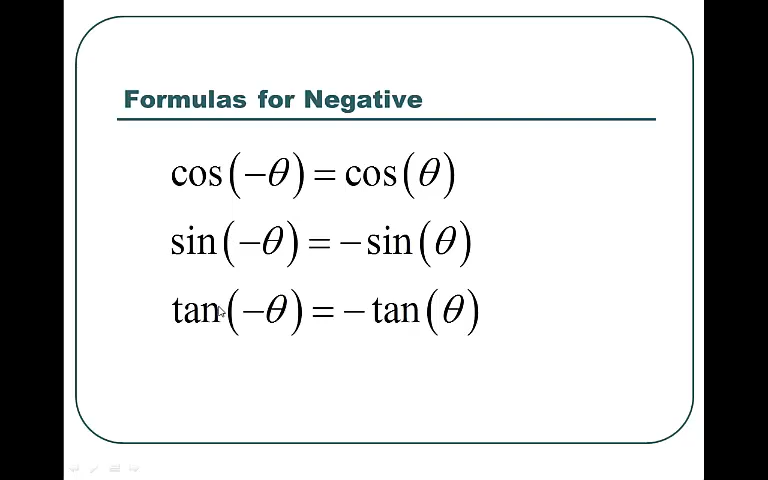 Formulas for Negative
cos(−θ) = cos(θ)
sin(−θ) = −sin(θ)
tan(−θ) = −tan(θ)